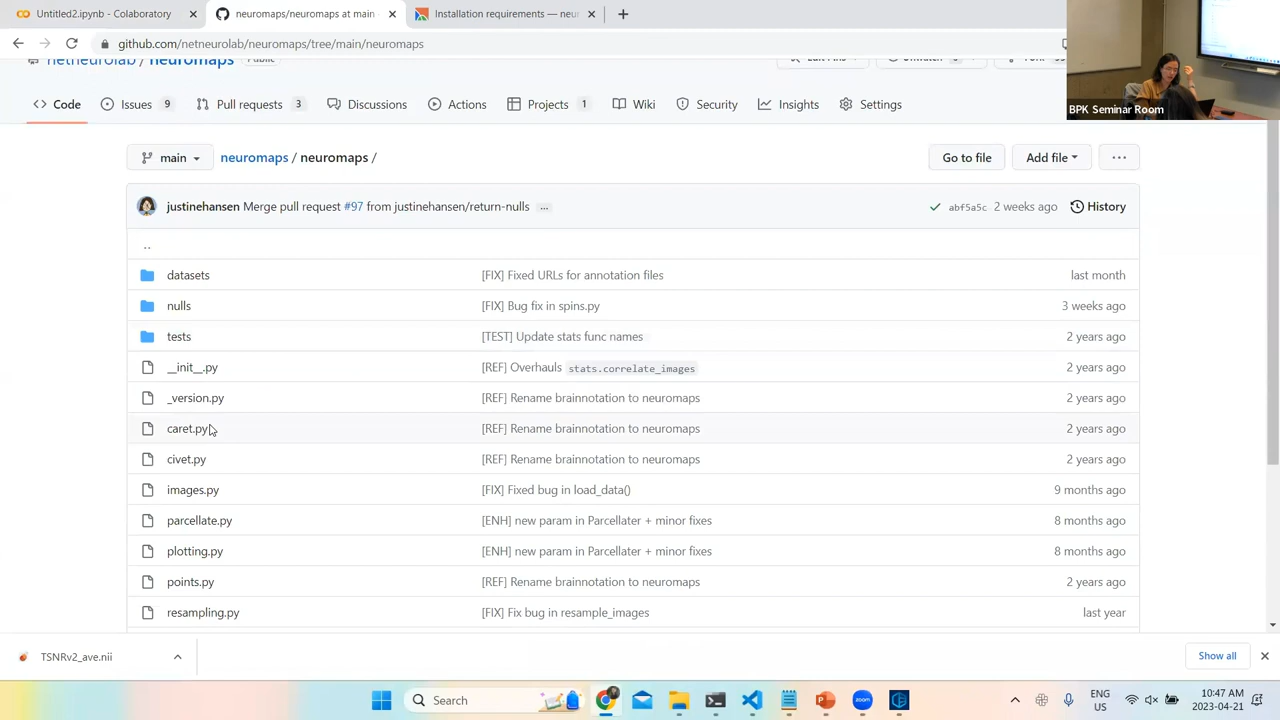 Untitled2.ipynb - Colaboratory
neuromaps/neuromaps at main
Installation requirements — neur
github.com/netneurolab/neuromaps/tree/main/neuromaps
netneurolab / neuromaps Public
Edit Pins
Unwatch
Fork
BPK Seminar Room
Code
Issues 9
Pull requests 3
Discussions
Actions
Projects 1
Wiki
Security
Insights
Settings
main
neuromaps / neuromaps /
Go to file
Add file
...
justinehansen Merge pull request #97 from justinehansen/return-nulls ...
abf5a5c 2 weeks ago
History
..
datasets [FIX] Fixed URLs for annotation files last month
nulls [FIX] Bug fix in spins.py 3 weeks ago
tests [TEST] Update stats func names 2 years ago
__init__.py [REF] Overhauls stats.correlate_images 2 years ago
_version.py [REF] Rename brainnotation to neuromaps 2 years ago
caret.py [REF] Rename brainnotation to neuromaps 2 years ago
civet.py [REF] Rename brainnotation to neuromaps 2 years ago
images.py [FIX] Fixed bug in load_data() 9 months ago
parcellate.py [ENH] new param in Parcellater + minor fixes 8 months ago
plotting.py [ENH] new param in Parcellater + minor fixes 8 months ago
points.py [REF] Rename brainnotation to neuromaps 2 years ago
resampling.py [FIX] Fix bug in resample_images last year
TSNRv2_ave.nii
Show all
Search
ENG
US
10:47 AM
2023-04-21